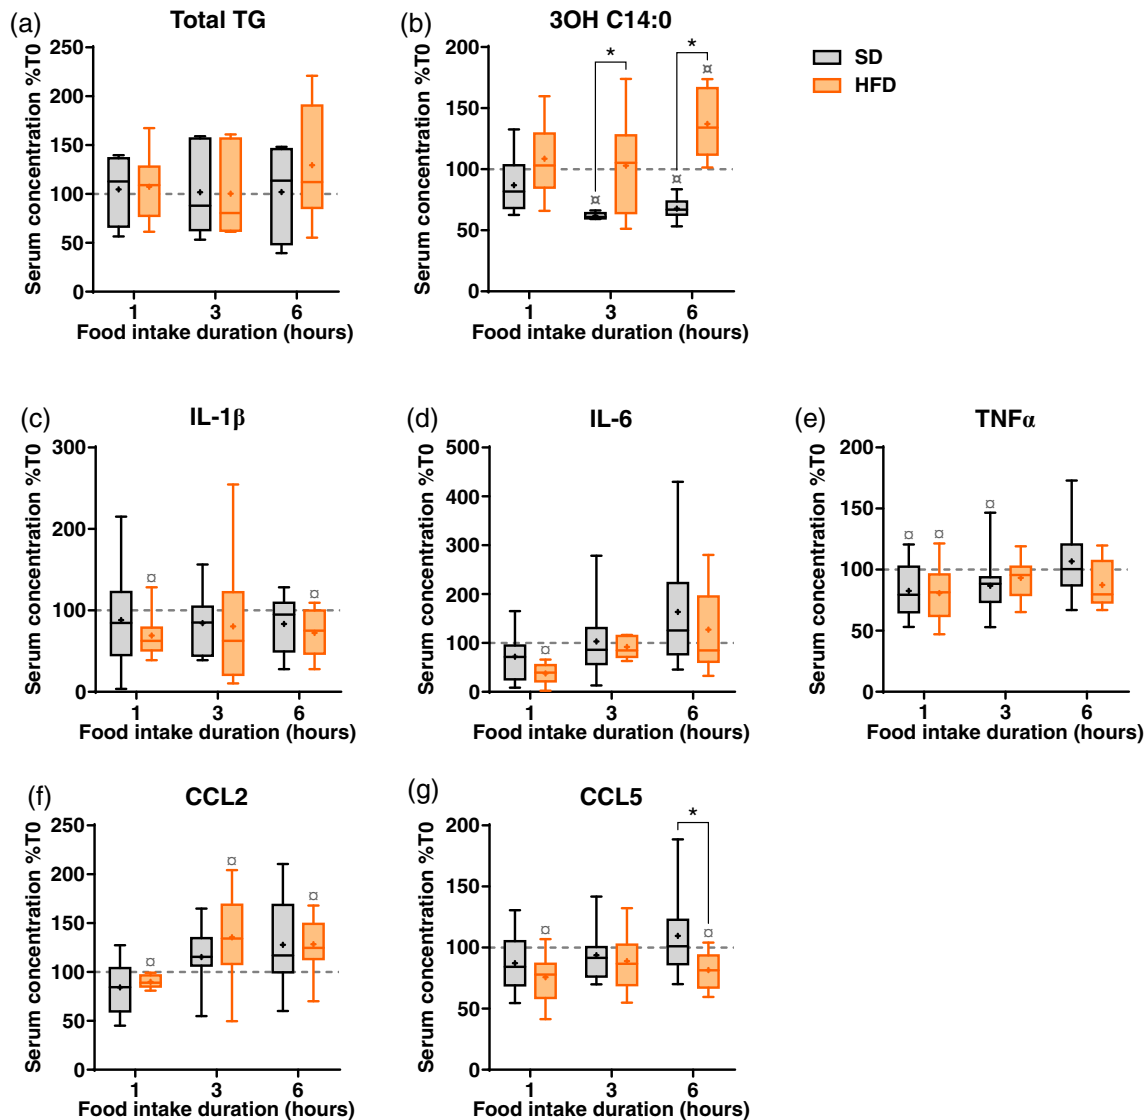 (a)
Total TG
Serum concentration %T0
250
200
150
100
50
0
1
3
6
Food intake duration (hours)
(b)
3OH C14:0
Serum concentration %T0
200
150
100
50
0
¤
*
¤
*
¤
1
3
6
Food intake duration (hours)
SD
HFD
(c)
IL-1β
Serum concentration %T0
300
200
100
0
¤
¤
1
3
6
Food intake duration (hours)
(d)
IL-6
Serum concentration %T0
500
400
300
200
100
0
¤
1
3
6
Food intake duration (hours)
(e)
TNFα
Serum concentration %T0
200
150
100
50
0
¤
¤
¤
1
3
6
Food intake duration (hours)
(f)
CCL2
Serum concentration %T0
250
200
150
100
50
0
¤
¤
¤
1
3
6
Food intake duration (hours)
(g)
CCL5
Serum concentration %T0
200
150
100
50
0
¤
*
¤
1
3
6
Food intake duration (hours)